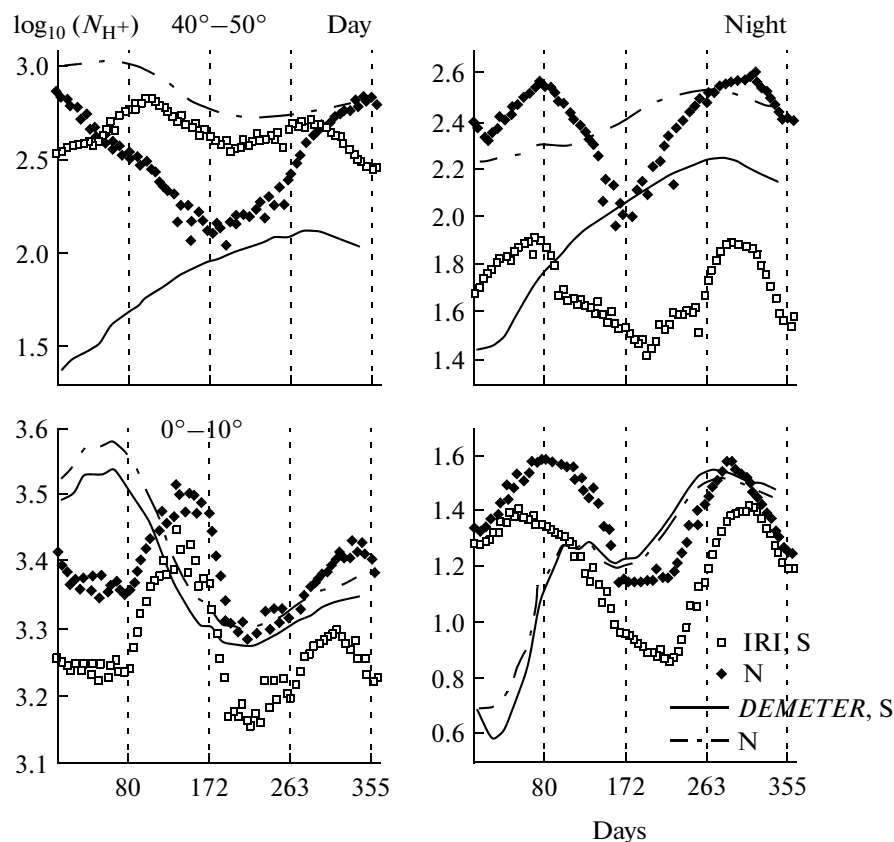 log₁₀ (N_H⁺) 40°–50° Day
3.0
2.5
2.0
1.5
Night
2.6
2.4
2.2
2.0
1.8
1.6
1.4
0°–10°
3.6
3.5
3.4
3.3
3.2
3.1
80 172 263 355
1.6
1.4
1.2
1.0
0.8
0.6
IRI, S
N
DEMETER, S
N
80 172 263 355
Days